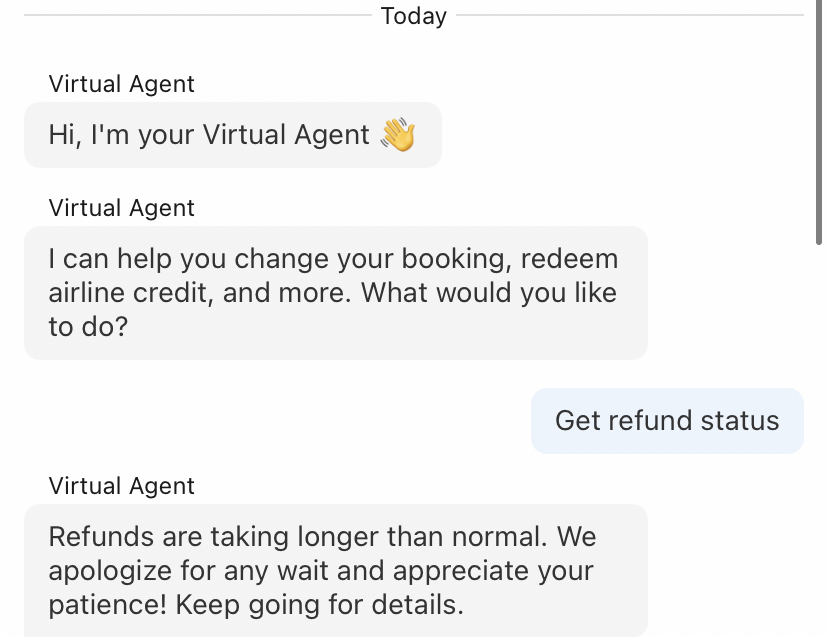 Today
Virtual Agent
Hi, I'm your Virtual Agent 👋
Virtual Agent
I can help you change your booking, redeem
airline credit, and more. What would you like
to do?
Get refund status
Virtual Agent
Refunds are taking longer than normal. We
apologize for any wait and appreciate your
patience! Keep going for details.